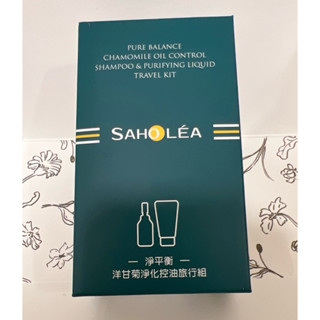 PURE BALANCE
CHAMOMILE OIL CONTROL
SHAMPOO & PURIFYING LIQUID
TRAVEL KIT
SAHOLÉA
淨平衡
洋甘菊淨化控油旅行組